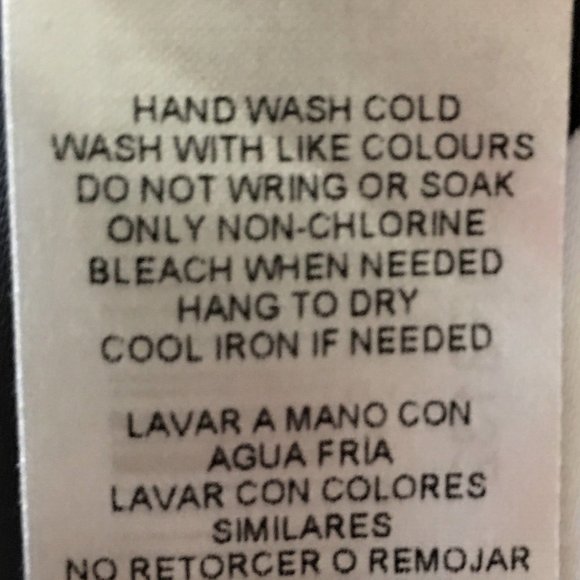 HAND WASH COLD
WASH WITH LIKE COLOURS
DO NOT WRING OR SOAK
ONLY NON-CHLORINE
BLEACH WHEN NEEDED
HANG TO DRY
COOL IRON IF NEEDED
LAVAR A MANO CON
AGUA FRÍA
LAVAR CON COLORES
SIMILARES
NO RETORCER O REMOJAR